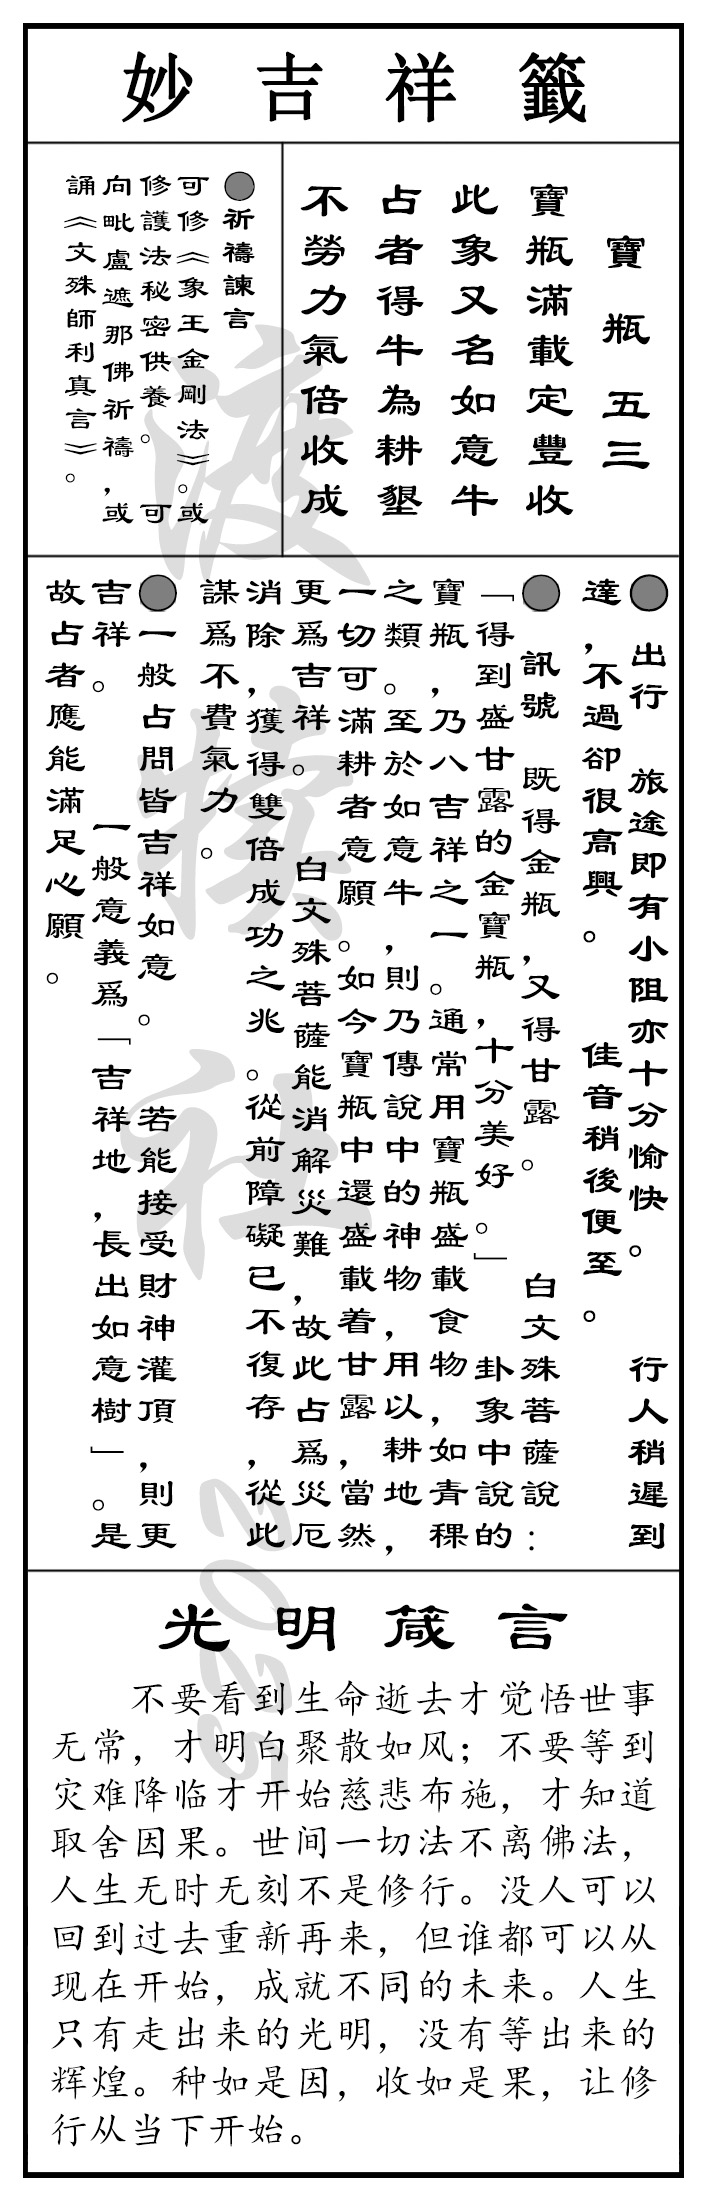 妙吉祥籤
寶瓶 五三
寶瓶滿載定豐收
此象又名如意牛
占者得牛為耕墾
不勞力氣倍收成
●祈禱諫言
可修《象王金剛法》。或
修護法秘密供養。 可
向毗盧遮那佛祈禱,或
誦《文殊師利真言》。
● 出行 旅途即有小阻亦十分愉快。 行人稍遲到
達,不過卻很高興。 佳音稍後便至。
● 訊號 既得金瓶,又得甘露。 白文殊菩薩說:
「得到盛甘露的金寶瓶,十分美好。」 卦象中說的
寶瓶,乃八吉祥之一。通常用寶瓶盛載食物,如青稞
之類。至於如意牛,則乃傳說中的神物,用以耕地,
一切可滿耕者意願。如今寶瓶中還盛載着甘露,當然
更爲吉祥。 白文殊菩薩能消解災難,故此占爲災厄
消除,獲得雙倍成功之兆。從前障礙已不復存,從此
謀爲不費氣力。
●一般占問皆吉祥如意。 若能接受財神灌頂,則更
吉祥。 一般意義爲「吉祥地,長出如意樹」。是
故占者應能滿足心願。
光明箴言
不要看到生命逝去才觉悟世事
无常，才明白聚散如风；不要等到
灾难降临才开始慈悲布施，才知道
取舍因果。世间一切法不离佛法，
人生无时无刻不是修行。没人可以
回到过去重新再来，但谁都可以从
现在开始，成就不同的未来。人生
只有走出来的光明，没有等出来的
辉煌。种如是因，收如是果，让修
行从当下开始。
渡犊社 2025